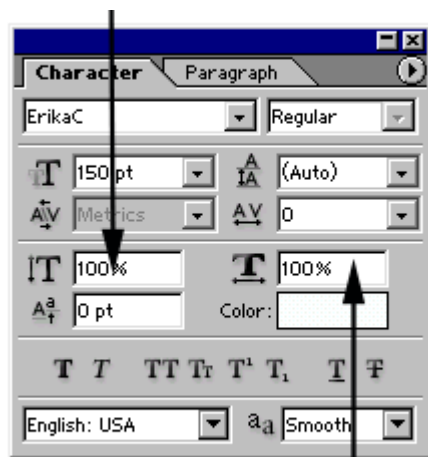 Character Paragraph
ErikaC Regular
150 pt (Auto)
Metrics 0
100% 100%
0 pt Color:
T T TT Tr T¹ T₁ T T
English: USA aa Smooth